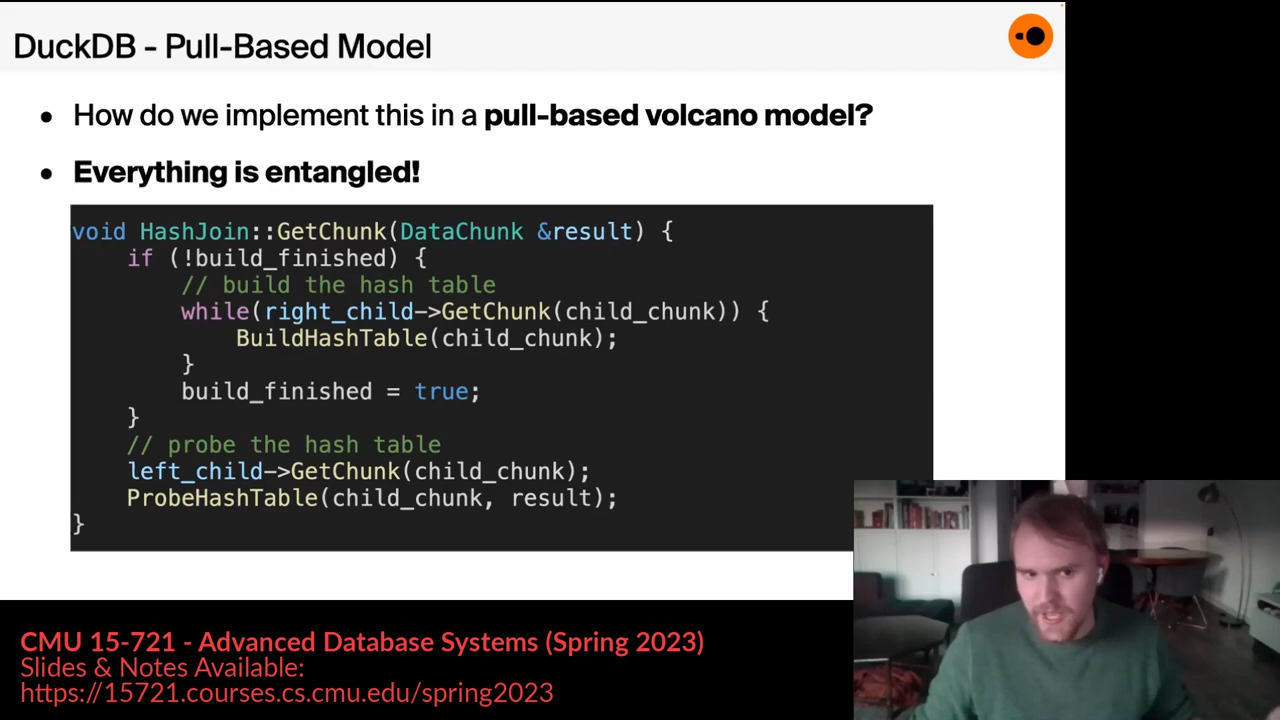 DuckDB - Pull-Based Model
• How do we implement this in a pull-based volcano model?
• Everything is entangled!
void HashJoin::GetChunk(DataChunk &result) {
    if (!build_finished) {
        // build the hash table
        while(right_child->GetChunk(child_chunk)) {
            BuildHashTable(child_chunk);
        }
        build_finished = true;
    }
    // probe the hash table
    left_child->GetChunk(child_chunk);
    ProbeHashTable(child_chunk, result);
}
CMU 15-721 - Advanced Database Systems (Spring 2023)
Slides & Notes Available:
https://15721.courses.cs.cmu.edu/spring2023